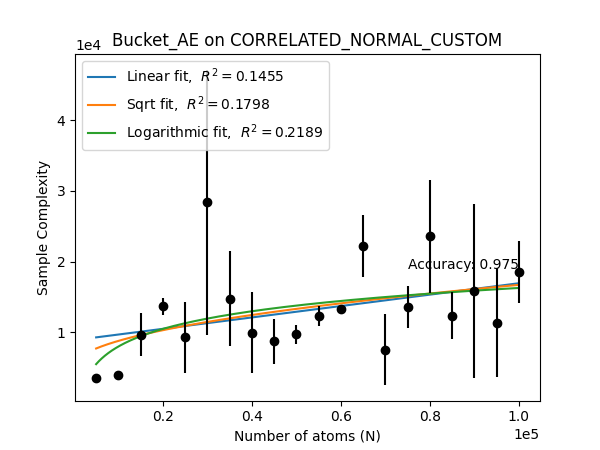 Bucket_AE on CORRELATED_NORMAL_CUSTOM
1e4
Linear fit, R² = 0.1455
Sqrt fit, R² = 0.1798
Logarithmic fit, R² = 0.2189
4
3
2
1
Sample Complexity
Accuracy: 0.975
0.2 0.4 0.6 0.8 1.0
1e5
Number of atoms (N)